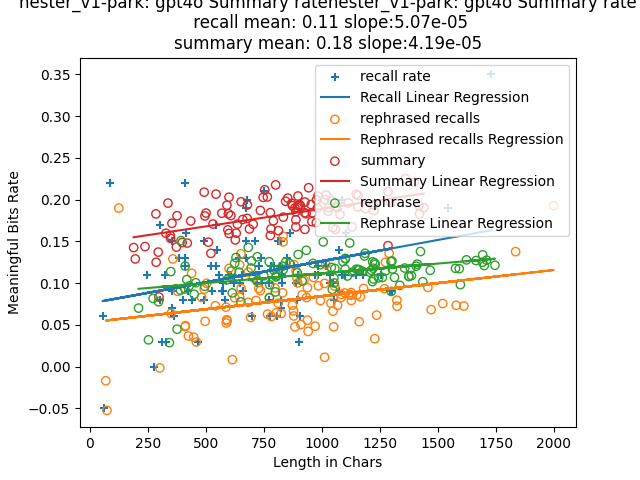 nester_v1-park: gpt4o Summary ratenester_v1-park: gpt4o Summary rate
recall mean: 0.11 slope:5.07e-05
summary mean: 0.18 slope:4.19e-05
recall rate
Recall Linear Regression
rephrased recalls
Rephrased recalls Regression
summary
Summary Linear Regression
rephrase
Rephrase Linear Regression
Meaningful Bits Rate
0.35
0.30
0.25
0.20
0.15
0.10
0.05
0.00
−0.05
0
250
500
750
1000
1250
1500
1750
2000
Length in Chars